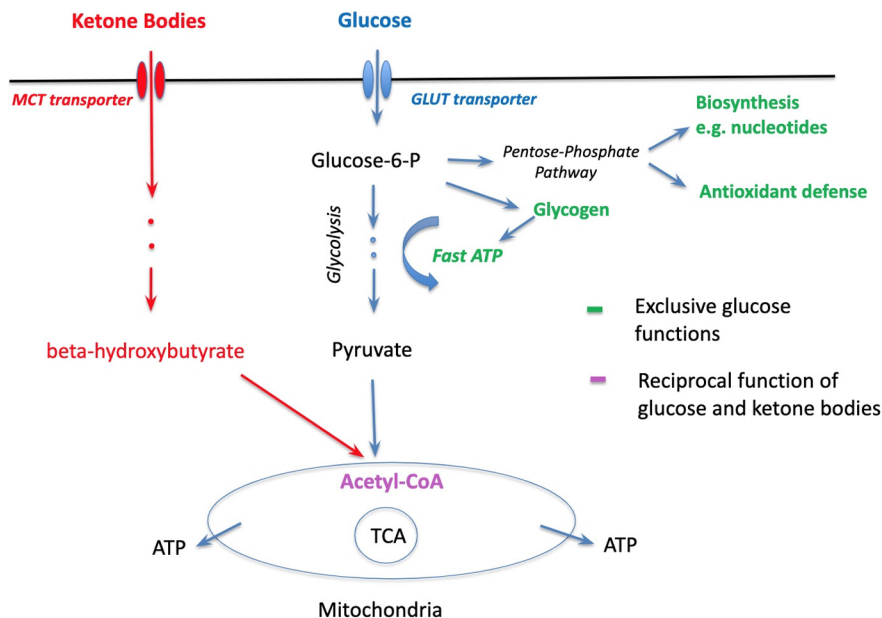 Ketone Bodies
Glucose
MCT transporter
GLUT transporter
Biosynthesis
e.g. nucleotides
Glucose-6-P
Pentose-Phosphate
Pathway
Antioxidant defense
Glycogen
Glycolysis
Fast ATP
Exclusive glucose
functions
beta-hydroxybutyrate
Pyruvate
Reciprocal function of
glucose and ketone bodies
Acetyl-CoA
TCA
ATP
ATP
Mitochondria